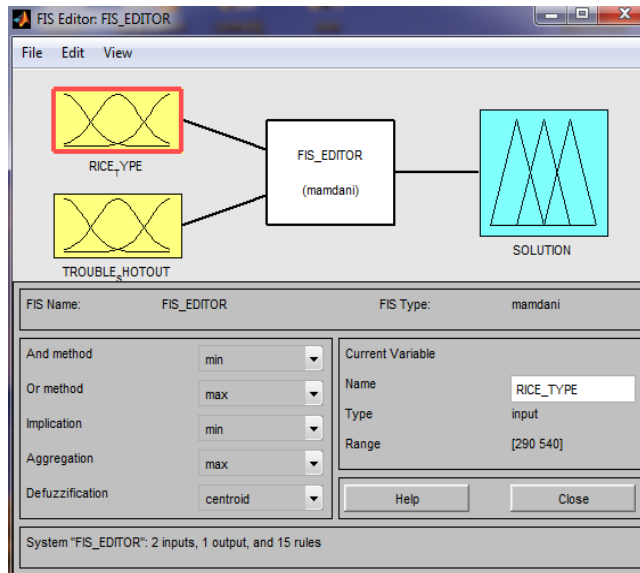 FIS Editor: FIS_EDITOR
File Edit View
RICE_TYPE
FIS_EDITOR
(mamdani)
TROUBLE_SHOTOUT
SOLUTION
FIS Name: FIS_EDITOR FIS Type: mamdani
And method min
Or method max
Implication min
Aggregation max
Defuzzification centroid
Current Variable
Name RICE_TYPE
Type input
Range [290 540]
Help Close
System "FIS_EDITOR": 2 inputs, 1 output, and 15 rules